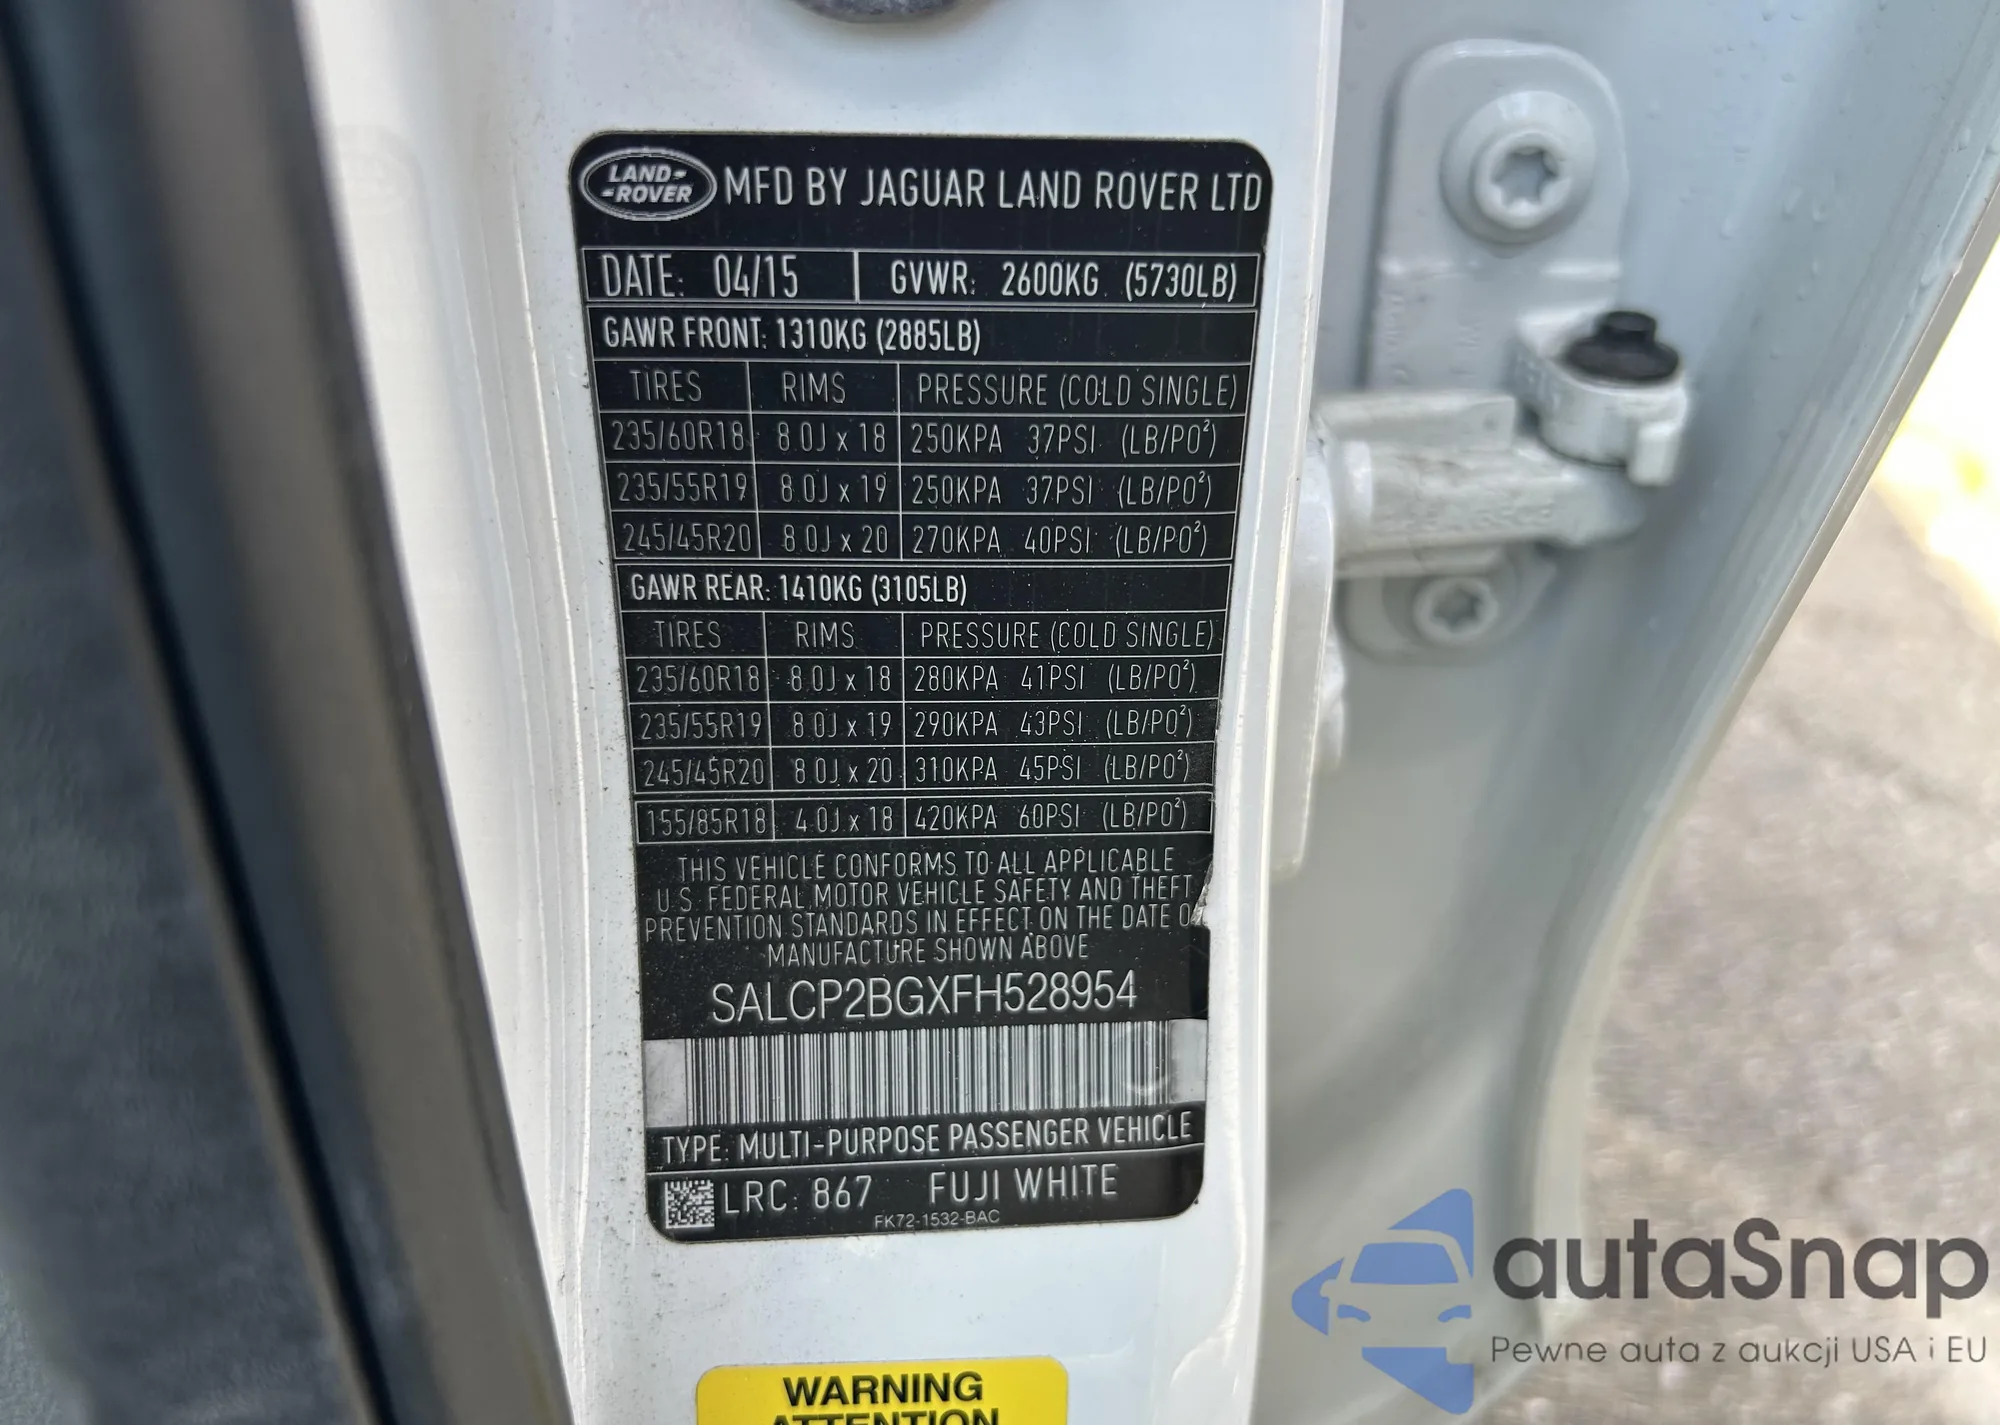 LAND-
-ROVER
MFD BY JAGUAR LAND ROVER LTD
DATE: 04/15 GVWR: 2600KG (5730LB)
GAWR FRONT: 1310KG (2885LB)
TIRES RIMS PRESSURE (COLD SINGLE)
235/60R18 8.0J x 18 250KPA 37PSI (LB/PO²)
235/55R19 8.0J x 19 250KPA 37PSI (LB/PO²)
245/45R20 8.0J x 20 270KPA 40PSI (LB/PO²)
GAWR REAR: 1410KG (3105LB)
TIRES RIMS PRESSURE (COLD SINGLE)
235/60R18 8.0J x 18 280KPA 41PSI (LB/PO²)
235/55R19 8.0J x 19 290KPA 43PSI (LB/PO²)
245/45R20 8.0J x 20 310KPA 45PSI (LB/PO²)
155/85R18 4.0J x 18 420KPA 60PSI (LB/PO²)
THIS VEHICLE CONFORMS TO ALL APPLICABLE
U.S. FEDERAL MOTOR VEHICLE SAFETY AND THEFT
PREVENTION STANDARDS IN EFFECT ON THE DATE
MANUFACTURE SHOWN ABOVE
SALCP2BGXFH528954
TYPE: MULTI-PURPOSE PASSENGER VEHICLE
LRC: 867 FUJI WHITE
FK72-1532-BAC
WARNING
ATTENTION
autaSnap
Pewne auta z aukcji USA i EU